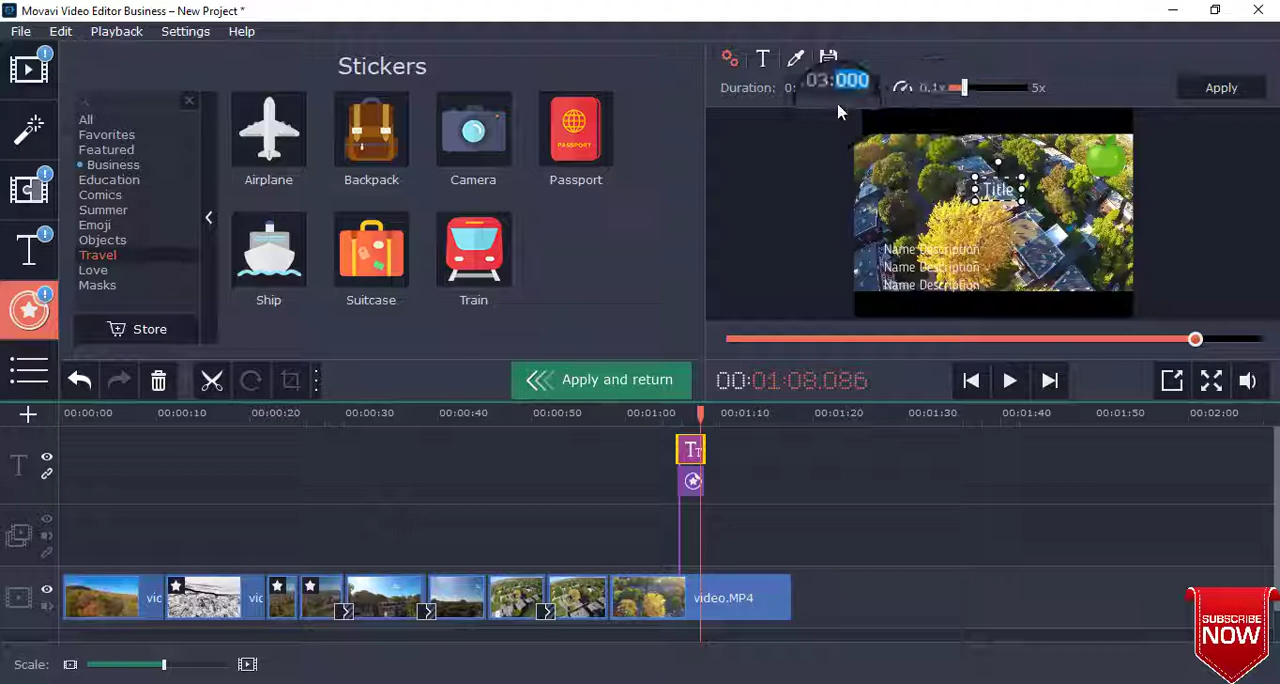 Movavi Video Editor Business – New Project *
File Edit Playback Settings Help
Stickers
All
Favorites
Featured
Business
Education
Comics
Summer
Emoji
Objects
Travel
Love
Masks
Store
Airplane Backpack Camera Passport
Ship Suitcase Train
Duration: 0: 03:000 0.1x 5x Apply
Title
Name Description
Name Description
Name Description
Apply and return
00:01:08.086
00:00:00 00:00:10 00:00:20 00:00:30 00:00:40 00:00:50 00:01:00 00:01:10 00:01:20 00:01:30 00:01:40 00:01:50 00:02:00
vic vic video.MP4
Scale:
SUBSCRIBE
NOW